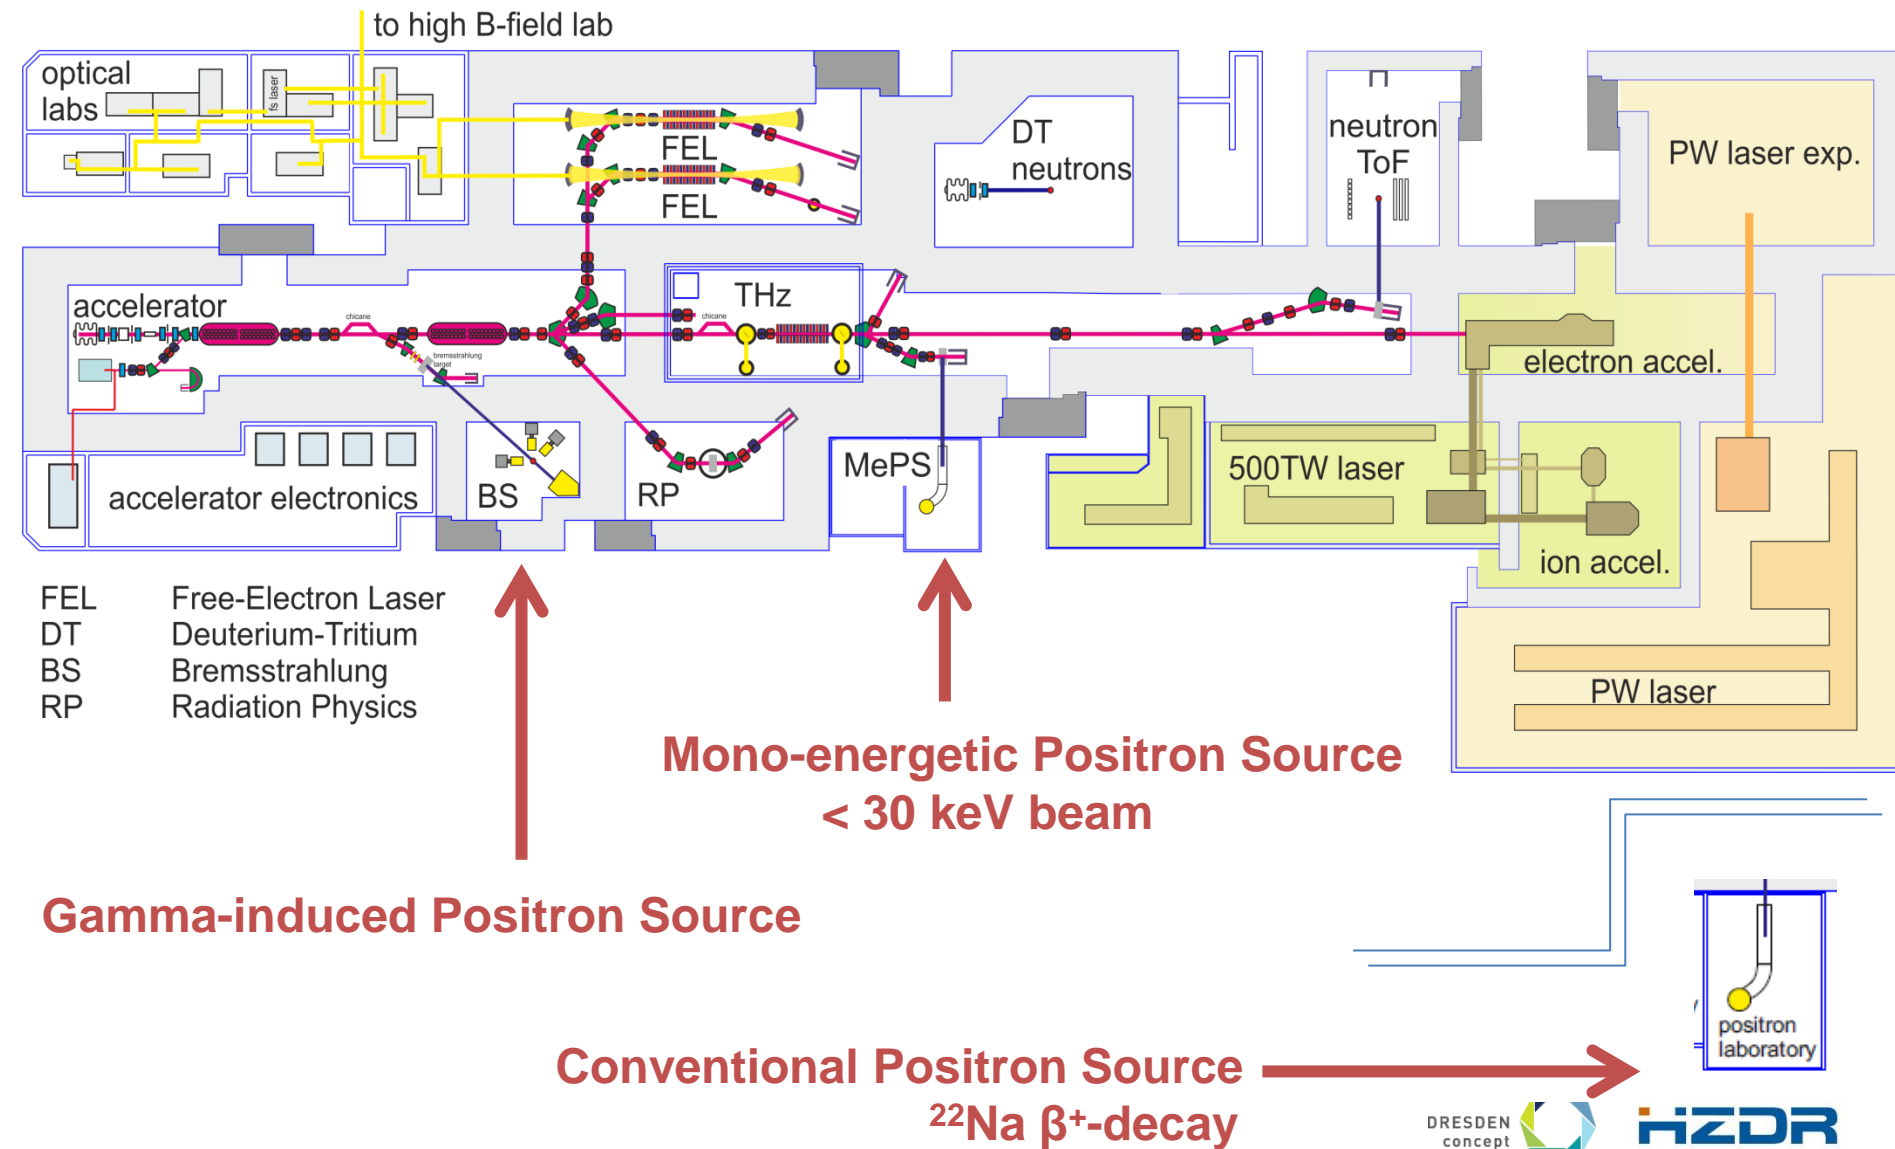 to high B-field lab
optical
labs
fs laser
FEL
FEL
DT
neutrons
neutron
ToF
PW laser exp.
accelerator
chicane
bremsstrahlung
target
THz
chicane
electron accel.
accelerator electronics
BS
RP
MePS
500TW laser
ion accel.
PW laser
FEL Free-Electron Laser
DT Deuterium-Tritium
BS Bremsstrahlung
RP Radiation Physics
Mono-energetic Positron Source
< 30 keV beam
Gamma-induced Positron Source
positron
laboratory
Conventional Positron Source
²²Na β⁺-decay
DRESDEN
concept
HZDR